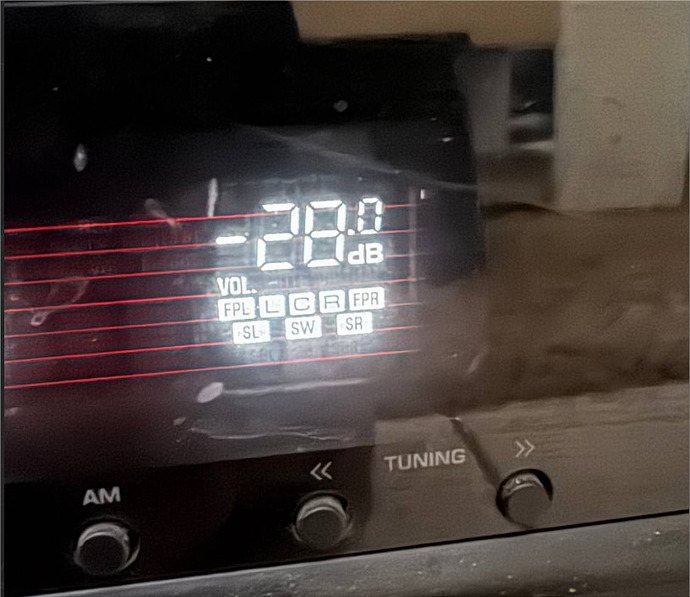 -28.0
dB
VOL.
FPL L C R FPR
SL SW SR
<< TUNING >>
AM